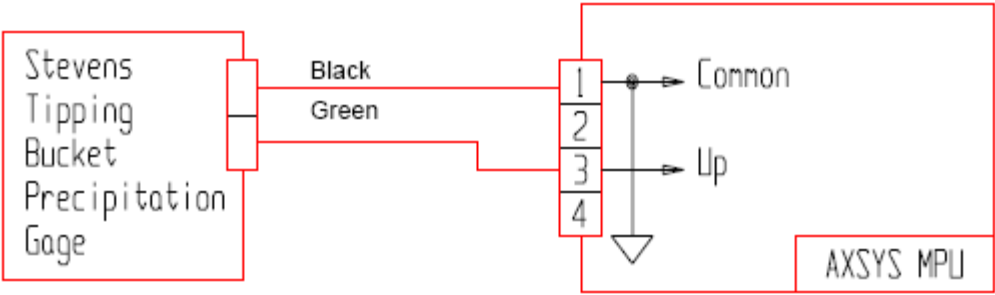 Stevens
Tipping
Bucket
Precipitation
Gage
Black
Green
1
2
3
4
Common
Up
AXSYS MPU